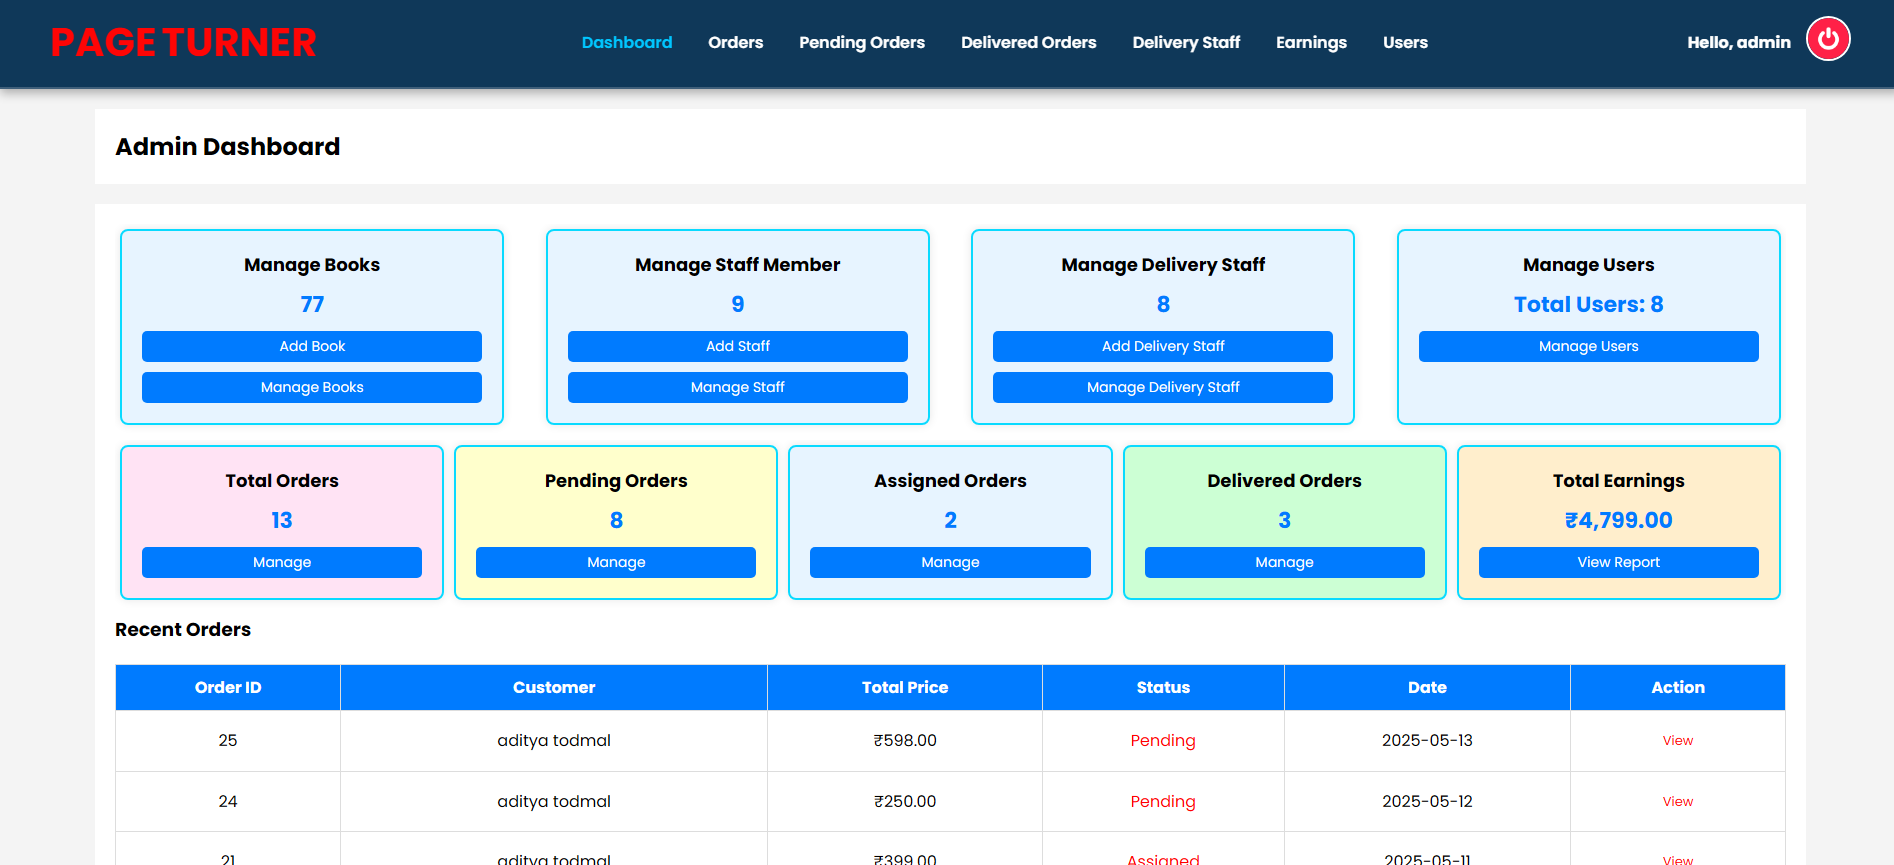 PAGE TURNER
Dashboard Orders Pending Orders Delivered Orders Delivery Staff Earnings Users
Hello, admin
Admin Dashboard
Manage Books
77
Add Book
Manage Books
Manage Staff Member
9
Add Staff
Manage Staff
Manage Delivery Staff
8
Add Delivery Staff
Manage Delivery Staff
Manage Users
Total Users: 8
Manage Users
Total Orders
13
Manage
Pending Orders
8
Manage
Assigned Orders
2
Manage
Delivered Orders
3
Manage
Total Earnings
₹4,799.00
View Report
Recent Orders
Order ID Customer Total Price Status Date Action
25 aditya todmal ₹598.00 Pending 2025-05-13 View
24 aditya todmal ₹250.00 Pending 2025-05-12 View
21 aditya todmal ₹399.00 Assigned 2025-05-11 View